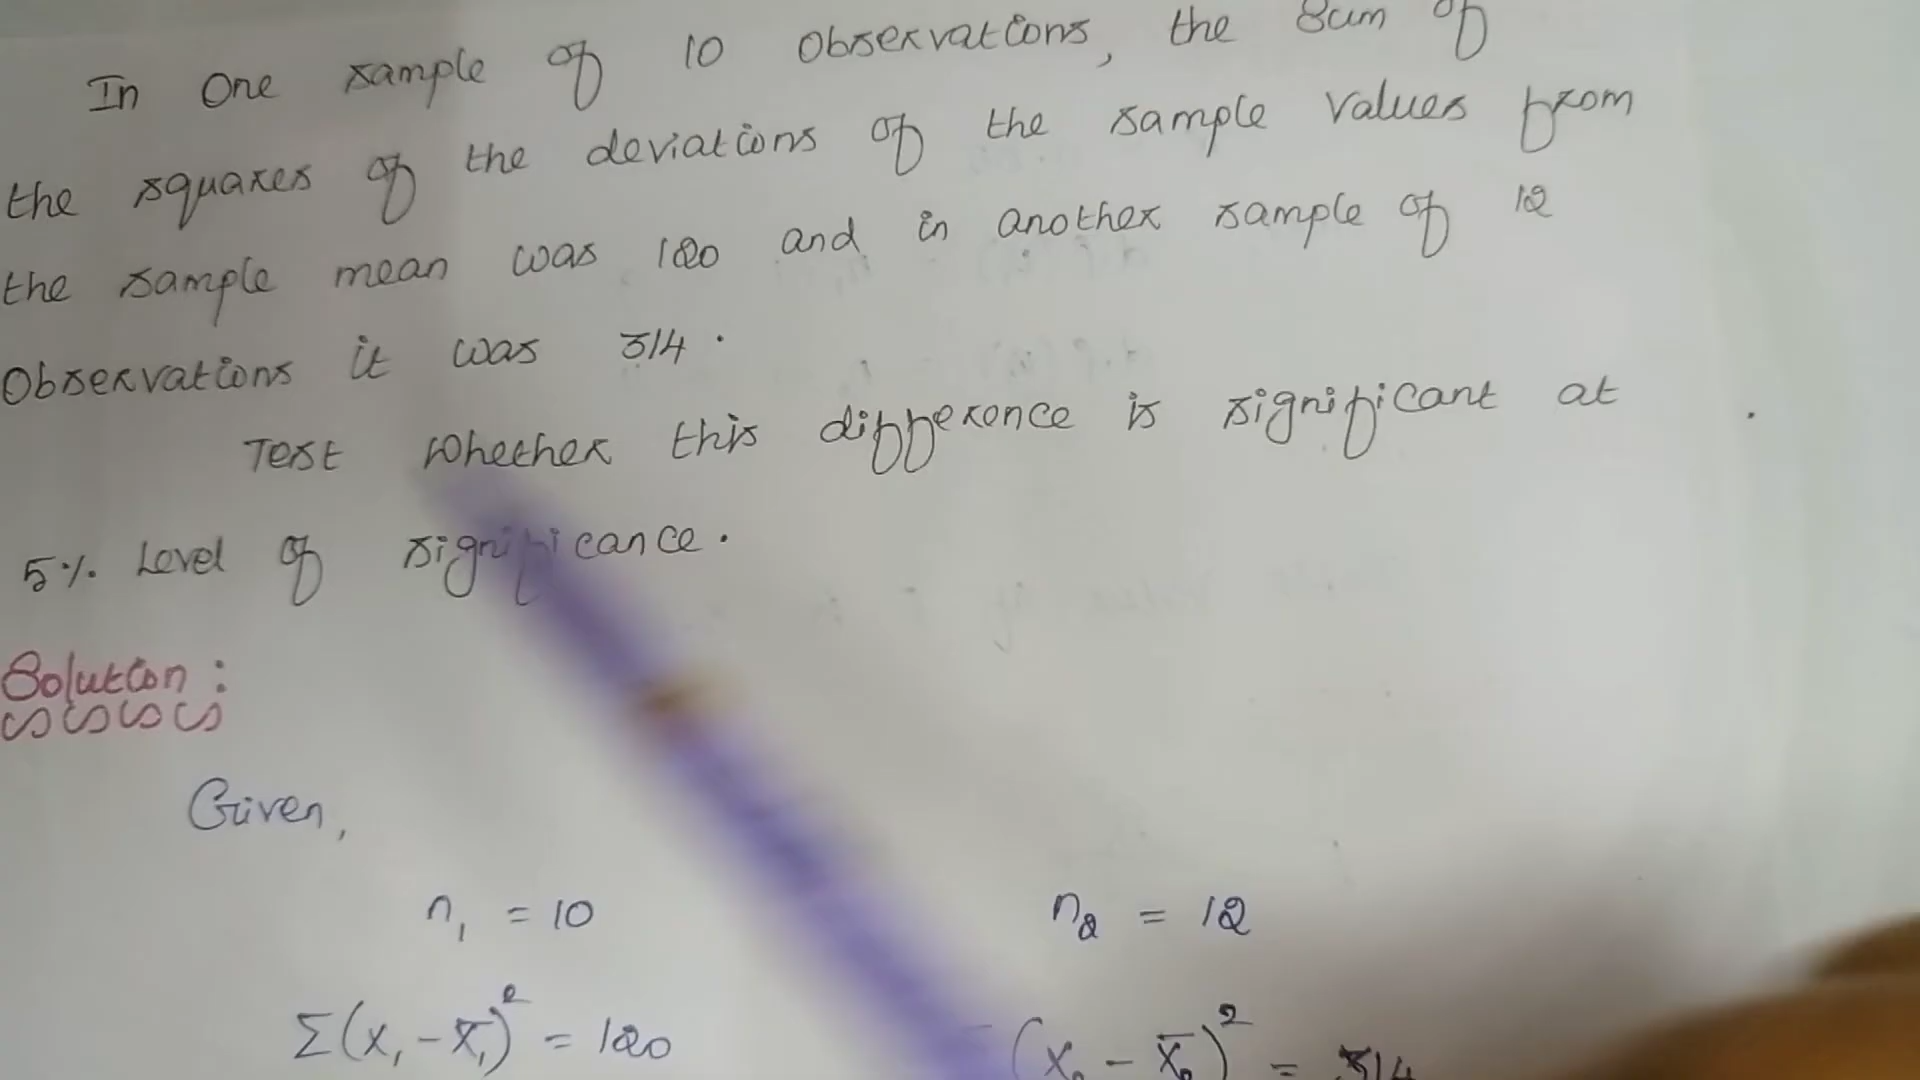 In One sample of 10 Observations, the Sum of
the squares of the deviations of the sample values from
the sample mean was 120 and in another sample of 12
Observations it was 314.
Test whether this difference is significant at
5% Level of significance.
Solution:
Given,
n₁ = 10 n₂ = 12
Σ(x₁ - x̄₁)² = 120 (x₂ - x̄₂)² = 314